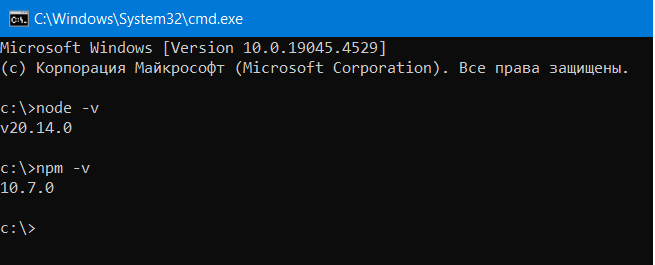 C:\Windows\System32\cmd.exe
Microsoft Windows [Version 10.0.19045.4529]
(c) Корпорация Майкрософт (Microsoft Corporation). Все права защищены.
c:\>node -v
v20.14.0
c:\>npm -v
10.7.0
c:\>